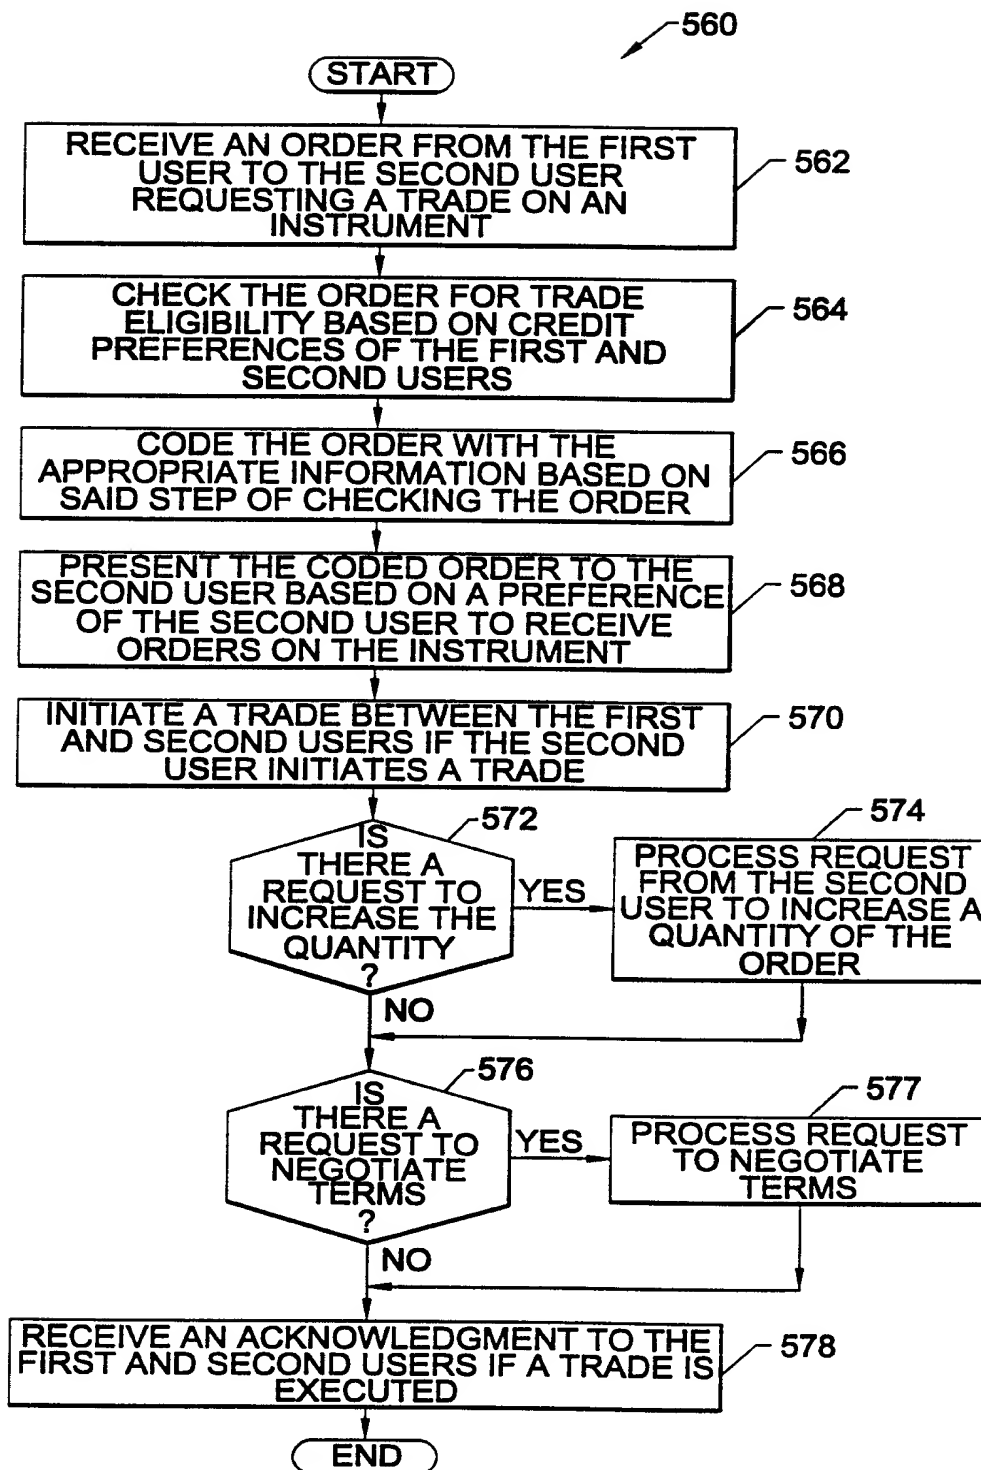 560
START
RECEIVE AN ORDER FROM THE FIRST
USER TO THE SECOND USER
REQUESTING A TRADE ON AN
INSTRUMENT
562
CHECK THE ORDER FOR TRADE
ELIGIBILITY BASED ON CREDIT
PREFERENCES OF THE FIRST AND
SECOND USERS
564
CODE THE ORDER WITH THE
APPROPRIATE INFORMATION BASED ON
SAID STEP OF CHECKING THE ORDER
566
PRESENT THE CODED ORDER TO THE
SECOND USER BASED ON A PREFERENCE
OF THE SECOND USER TO RECEIVE
ORDERS ON THE INSTRUMENT
568
INITIATE A TRADE BETWEEN THE FIRST
AND SECOND USERS IF THE SECOND
USER INITIATES A TRADE
570
572
IS
THERE A
REQUEST TO
INCREASE THE
QUANTITY
?
YES
NO
574
PROCESS REQUEST
FROM THE SECOND
USER TO INCREASE A
QUANTITY OF THE
ORDER
576
IS
THERE A
REQUEST TO
NEGOTIATE
TERMS
?
YES
NO
577
PROCESS REQUEST
TO NEGOTIATE
TERMS
RECEIVE AN ACKNOWLEDGMENT TO THE
FIRST AND SECOND USERS IF A TRADE IS
EXECUTED
578
END